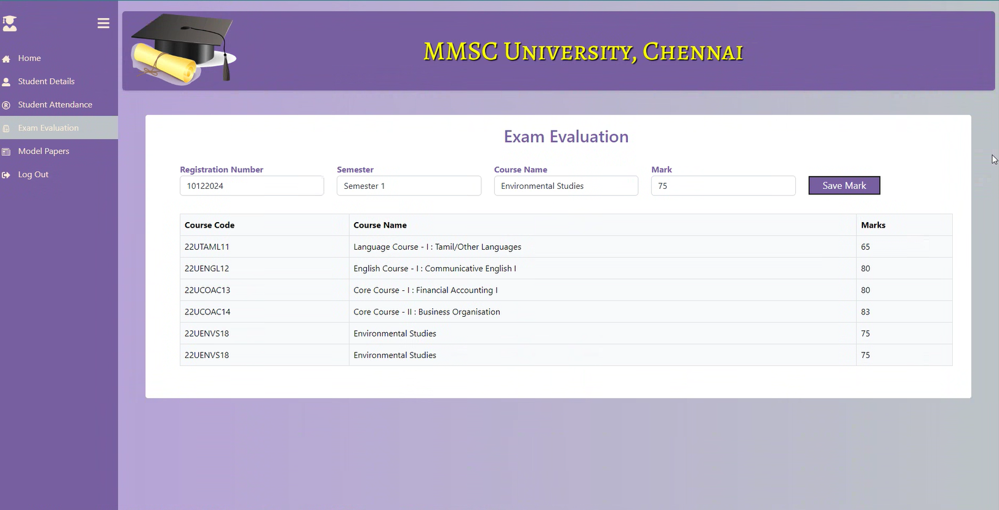 MMSC University, Chennai
Home
Student Details
Student Attendance
Exam Evaluation
Model Papers
Log Out
Exam Evaluation
Registration Number Semester Course Name Mark
10122024 Semester 1 Environmental Studies 75 Save Mark
Course Code Course Name Marks
22UTAML11 Language Course - I : Tamil/Other Languages 65
22UENGL12 English Course - I : Communicative English I 80
22UCOAC13 Core Course - I : Financial Accounting I 80
22UCOAC14 Core Course - II : Business Organisation 83
22UENVS18 Environmental Studies 75
22UENVS18 Environmental Studies 75